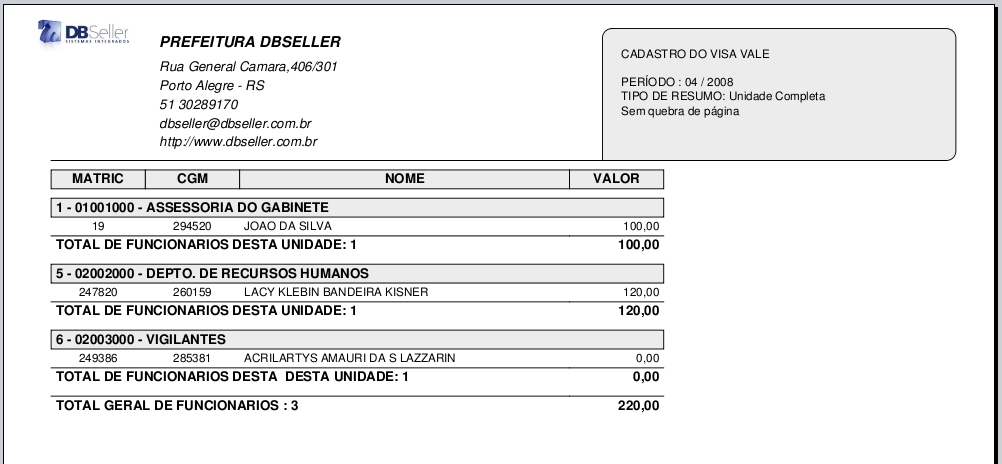 DBSeller
SISTEMAS INTEGRADOS
PREFEITURA DBSELLER
Rua General Camara,406/301
Porto Alegre - RS
51 30289170
dbseller@dbseller.com.br
http://www.dbseller.com.br
CADASTRO DO VISA VALE
PERÍODO : 04 / 2008
TIPO DE RESUMO: Unidade Completa
Sem quebra de página
MATRIC CGM NOME VALOR
1 - 01001000 - ASSESSORIA DO GABINETE
19 294520 JOAO DA SILVA 100,00
TOTAL DE FUNCIONARIOS DESTA UNIDADE: 1 100,00
5 - 02002000 - DEPTO. DE RECURSOS HUMANOS
247820 260159 LACY KLEBIN BANDEIRA KISNER 120,00
TOTAL DE FUNCIONARIOS DESTA UNIDADE: 1 120,00
6 - 02003000 - VIGILANTES
249386 285381 ACRILARTYS AMAURI DA S LAZZARIN 0,00
TOTAL DE FUNCIONARIOS DESTA  DESTA UNIDADE: 1 0,00
TOTAL GERAL DE FUNCIONARIOS : 3 220,00